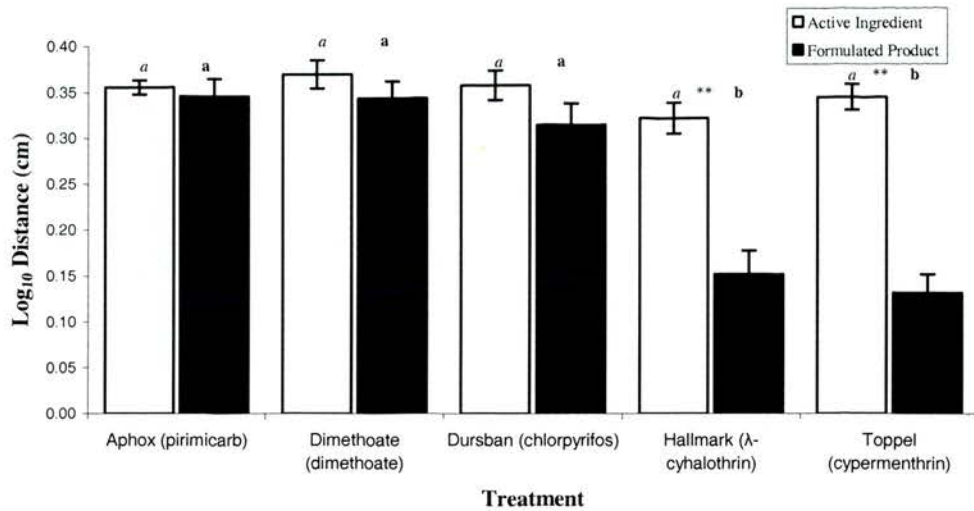 Active Ingredient
Formulated Product
0.40
0.35
0.30
0.25
0.20
0.15
0.10
0.05
0.00
Log10 Distance (cm)
a a a a a a a ** b a ** b
Aphox (pirimicarb)
Dimethoate
(dimethoate)
Dursban (chlorpyrifos)
Hallmark (λ-
cyhalothrin)
Toppel
(cypermenthrin)
Treatment